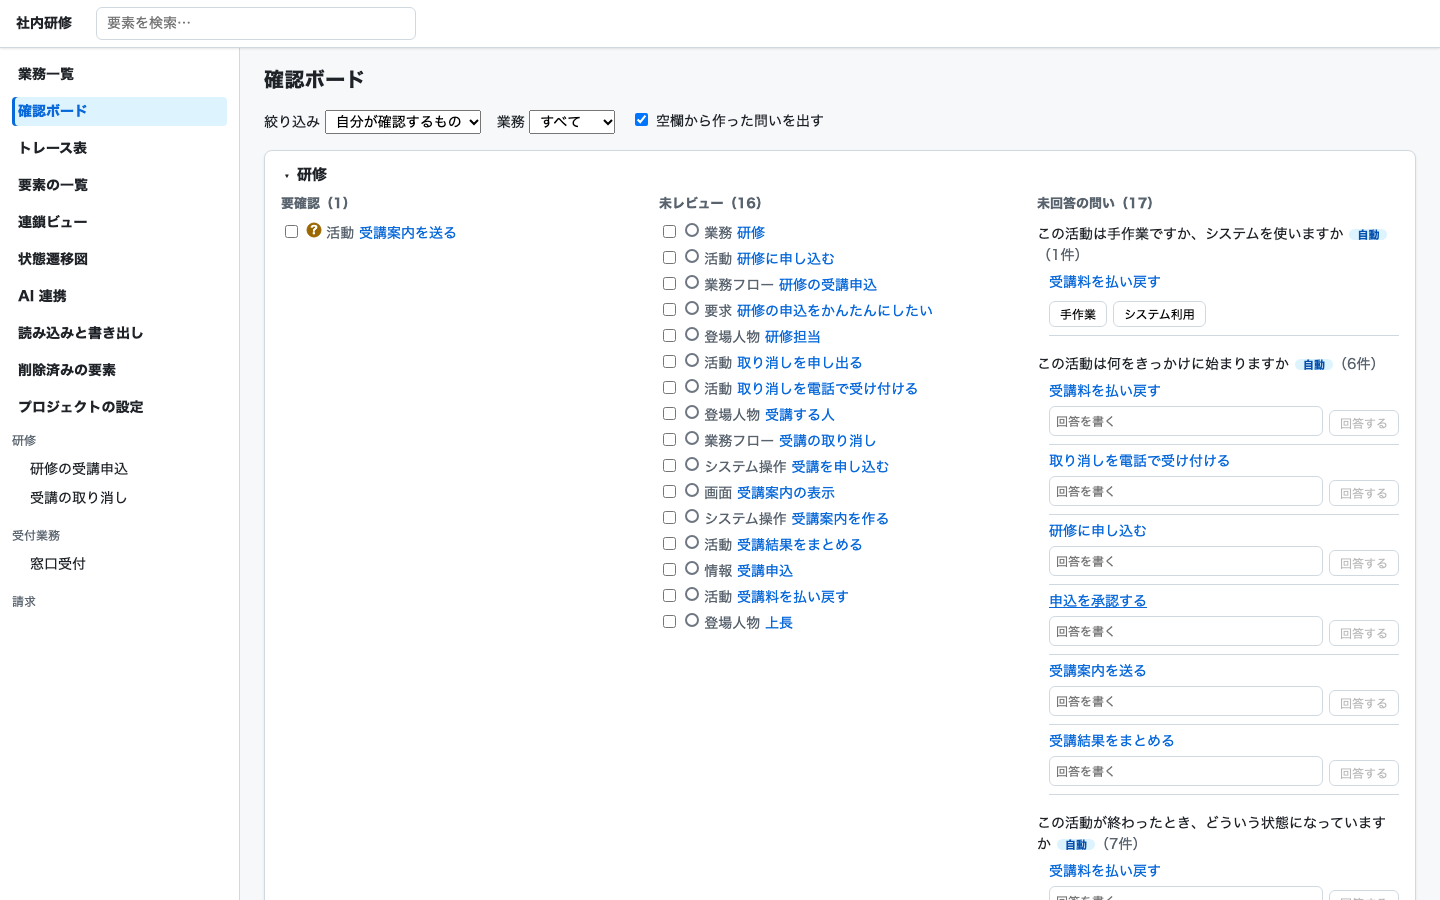 社内研修
要素を検索…
業務一覧
確認ボード
トレース表
要素の一覧
連鎖ビュー
状態遷移図
AI 連携
読み込みと書き出し
削除済みの要素
プロジェクトの設定
研修
研修の受講申込
受講の取り消し
受付業務
窓口受付
請求
確認ボード
絞り込み 自分が確認するもの 業務 すべて 空欄から作った問いを出す
研修
要確認（1）
? 活動 受講案内を送る
未レビュー（16）
業務 研修
活動 研修に申し込む
業務フロー 研修の受講申込
要求 研修の申込をかんたんにしたい
登場人物 研修担当
活動 取り消しを申し出る
活動 取り消しを電話で受け付ける
登場人物 受講する人
業務フロー 受講の取り消し
システム操作 受講を申し込む
画面 受講案内の表示
システム操作 受講案内を作る
活動 受講結果をまとめる
情報 受講申込
活動 受講料を払い戻す
登場人物 上長
未回答の問い（17）
この活動は手作業ですか、システムを使いますか 自動
（1件）
受講料を払い戻す
手作業 システム利用
この活動は何をきっかけに始まりますか 自動 （6件）
受講料を払い戻す
回答を書く 回答する
取り消しを電話で受け付ける
回答を書く 回答する
研修に申し込む
回答を書く 回答する
申込を承認する
回答を書く 回答する
受講案内を送る
回答を書く 回答する
受講結果をまとめる
回答を書く 回答する
この活動が終わったとき、どういう状態になっています
か 自動 （7件）
受講料を払い戻す